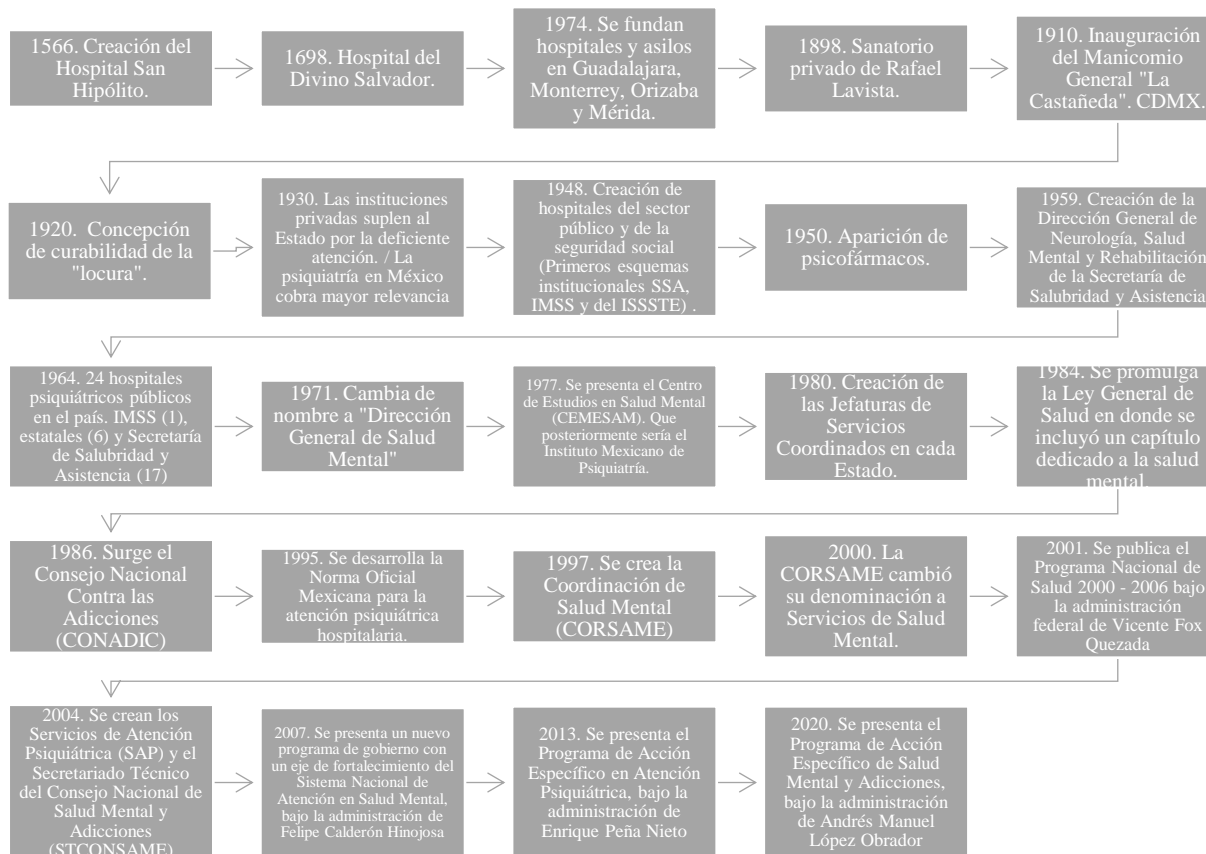 1566. Creación del
Hospital San
Hipólito.
1698. Hospital del
Divino Salvador.
1974. Se fundan
hospitales y asilos
en Guadalajara,
Monterrey, Orizaba
y Mérida.
1898. Sanatorio
privado de Rafael
Lavista.
1910. Inauguración
del Manicomio
General "La
Castañeda". CDMX.
1920. Concepción
de curabilidad de la
"locura".
1930. Las instituciones
privadas suplen al
Estado por la deficiente
atención. / La
psiquiatría en México
cobra mayor relevancia
1948. Creación de
hospitales del sector
público y de la
seguridad social
(Primeros esquemas
institucionales SSA,
IMSS y del ISSSTE) .
1950. Aparición de
psicofármacos.
1959. Creación de la
Dirección General de
Neurología, Salud
Mental y Rehabilitación
de la Secretaría de
Salubridad y Asistencia
1964. 24 hospitales
psiquiátricos públicos
en el país. IMSS (1),
estatales (6) y Secretaría
de Salubridad y
Asistencia (17)
1971. Cambia de
nombre a "Dirección
General de Salud
Mental"
1977. Se presenta el Centro
de Estudios en Salud Mental
(CEMESAM). Que
posteriormente sería el
Instituto Mexicano de
Psiquiatría.
1980. Creación de
las Jefaturas de
Servicios
Coordinados en cada
Estado.
1984. Se promulga
la Ley General de
Salud en donde se
incluyó un capítulo
dedicado a la salud
mental.
1986. Surge el
Consejo Nacional
Contra las
Adicciones
(CONADIC)
1995. Se desarrolla la
Norma Oficial
Mexicana para la
atención psiquiátrica
hospitalaria.
1997. Se crea la
Coordinación de
Salud Mental
(CORSAME)
2000. La
CORSAME cambió
su denominación a
Servicios de Salud
Mental.
2001. Se publica el
Programa Nacional de
Salud 2000 - 2006 bajo
la administración
federal de Vicente Fox
Quezada
2004. Se crean los
Servicios de Atención
Psiquiátrica (SAP) y el
Secretariado Técnico
del Consejo Nacional de
Salud Mental y
Adicciones
(STCONSAME)
2007. Se presenta un nuevo
programa de gobierno con
un eje de fortalecimiento del
Sistema Nacional de
Atención en Salud Mental,
bajo la administración de
Felipe Calderón Hinojosa
2013. Se presenta el
Programa de Acción
Específico en Atención
Psiquiátrica, bajo la
administración de
Enrique Peña Nieto
2020. Se presenta el
Programa de Acción
Específico de Salud
Mental y Adicciones,
bajo la administración
de Andrés Manuel
López Obrador